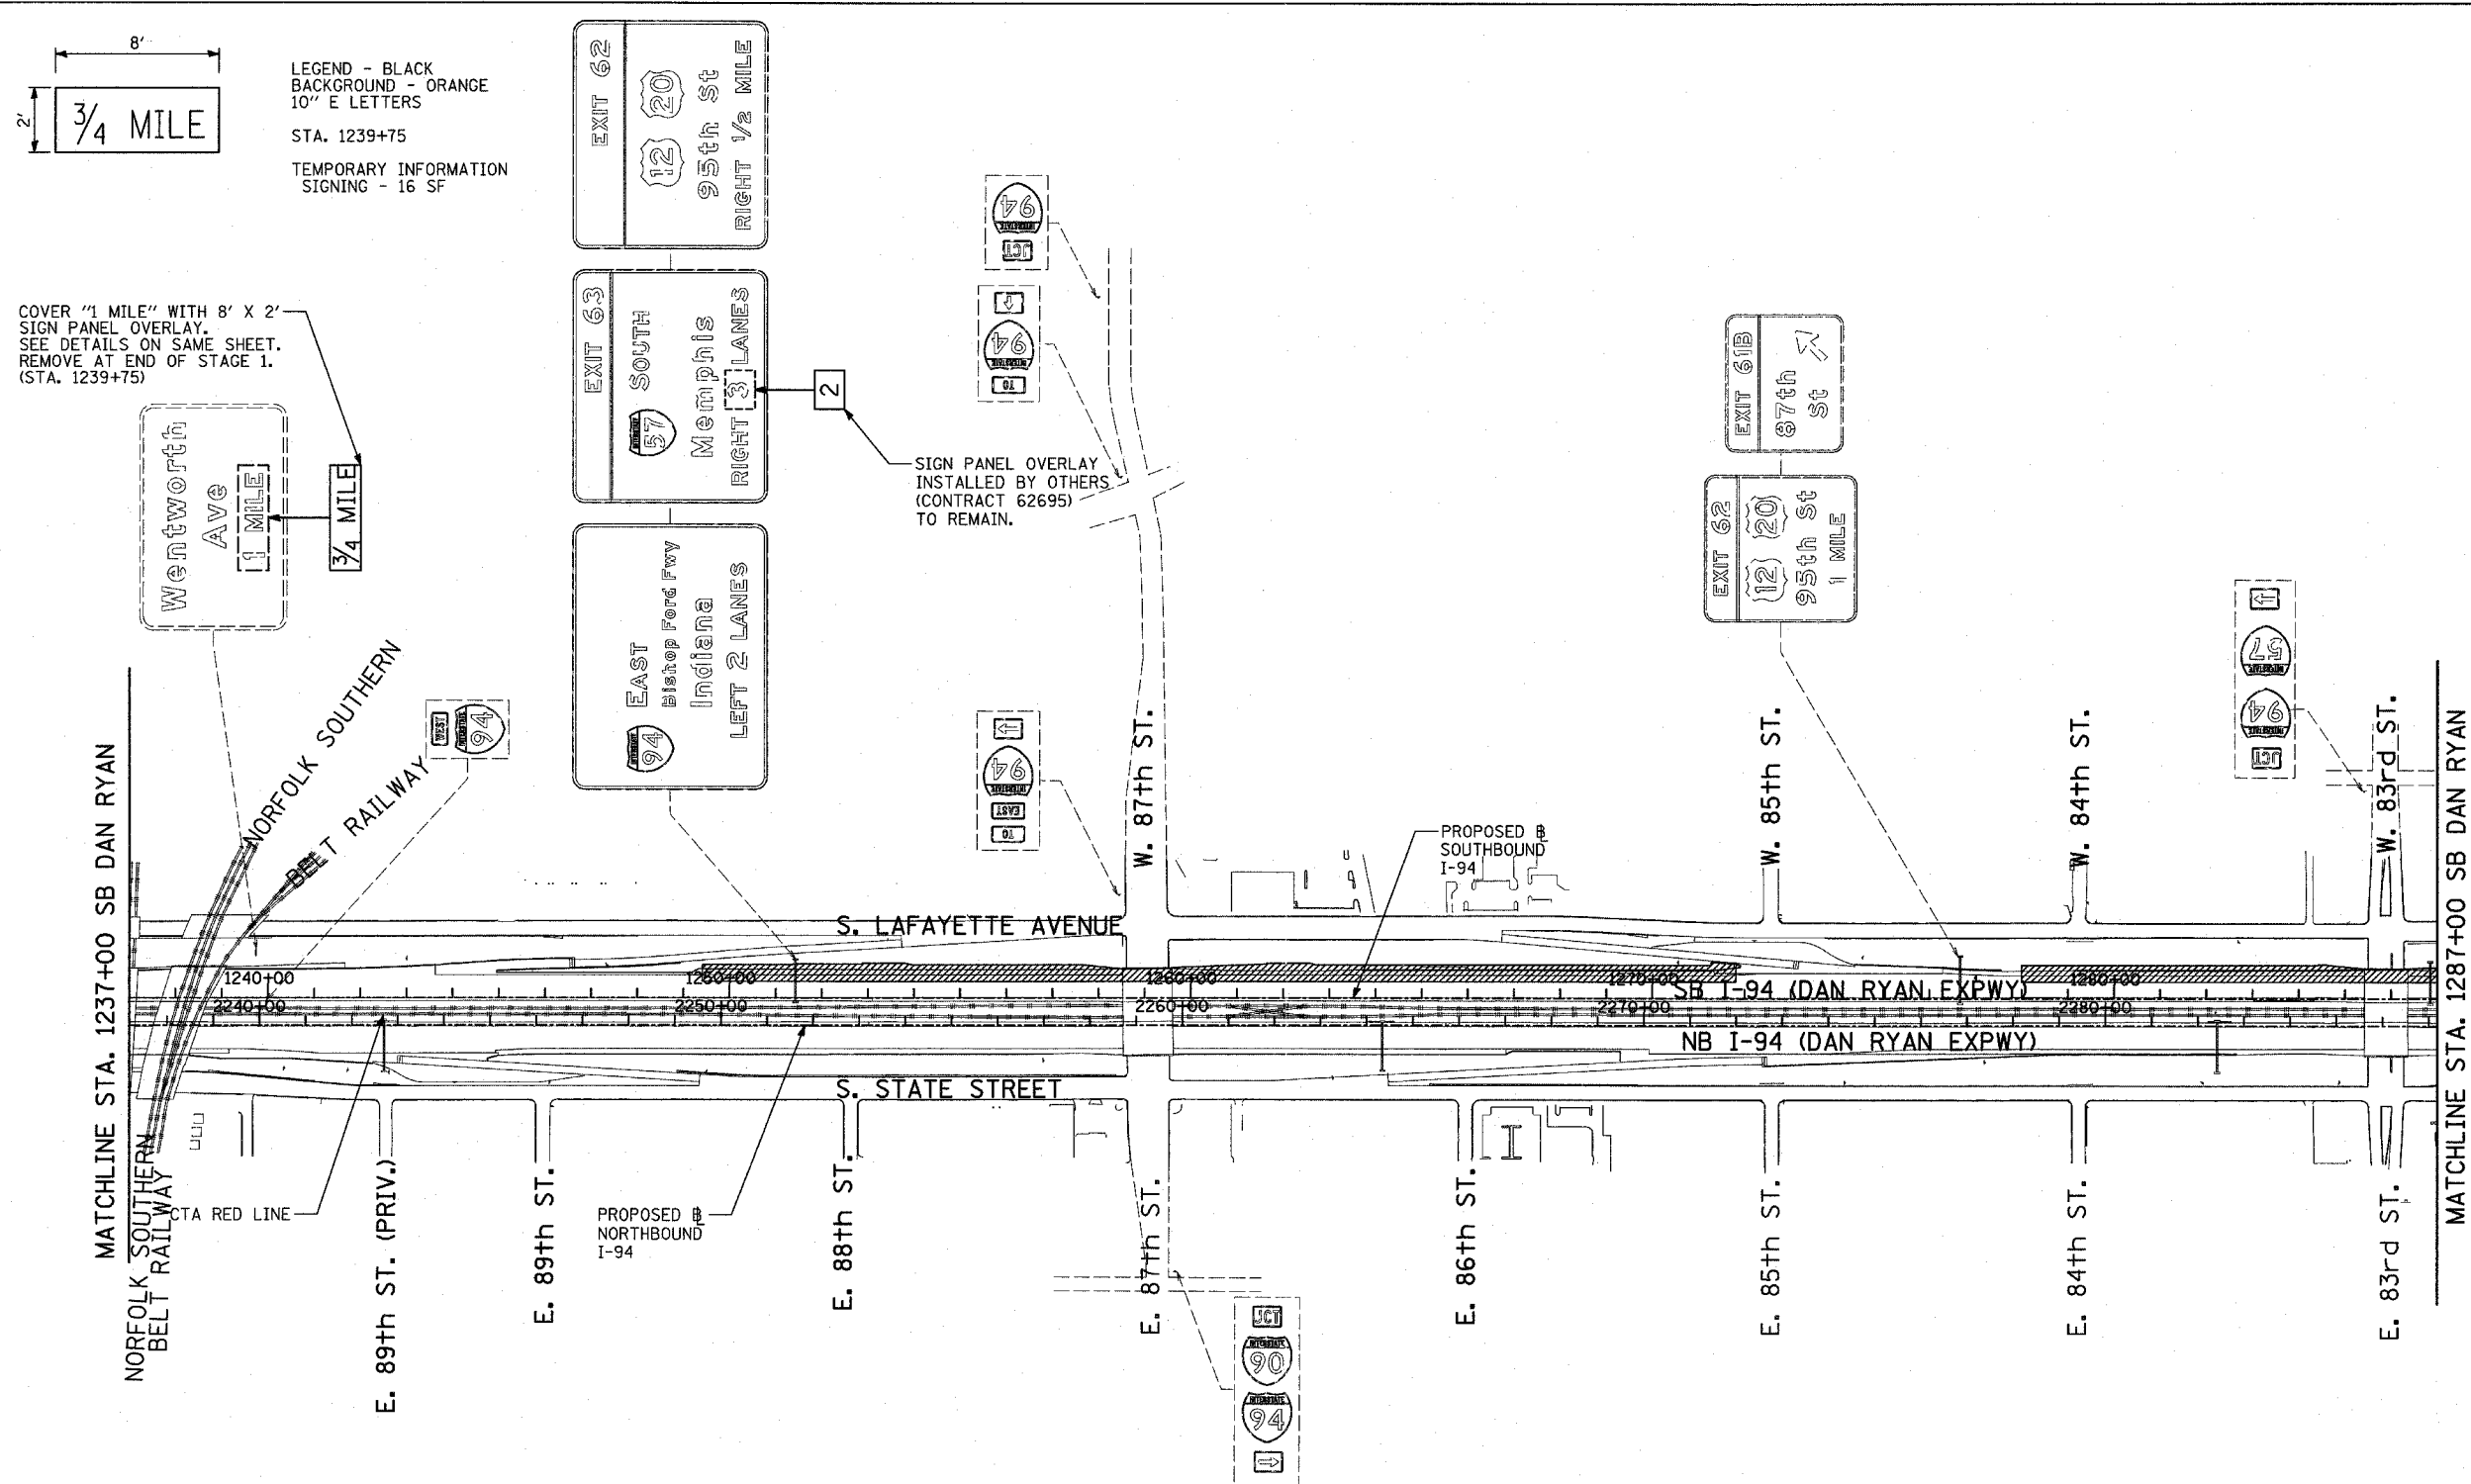 8'
2'
3/4 MILE
LEGEND - BLACK
BACKGROUND - ORANGE
10" E LETTERS
STA. 1239+75
TEMPORARY INFORMATION
SIGNING - 16 SF
COVER "1 MILE" WITH 8' X 2'
SIGN PANEL OVERLAY.
SEE DETAILS ON SAME SHEET.
REMOVE AT END OF STAGE 1.
(STA. 1239+75)
Wentworth
Ave
1 MILE
3/4 MILE
EXIT 62
12 20
95th St
RIGHT 1/2 MILE
EXIT 63
INTERSTATE
57 SOUTH
Memphis
RIGHT 3 LANES
2
SIGN PANEL OVERLAY
INSTALLED BY OTHERS
(CONTRACT 62695)
TO REMAIN.
INTERSTATE
94 EAST
Bishop Ford Fwy
Indiana
LEFT 2 LANES
WEST
INTERSTATE
94
JCT
INTERSTATE
94
TO
INTERSTATE
94
TO
EAST
INTERSTATE
94
EXIT 61B
87th
St
EXIT 62
12 20
95th St
1 MILE
JCT
INTERSTATE
94
INTERSTATE
57
MATCHLINE STA. 1237+00 SB DAN RYAN
NORFOLK SOUTHERN
BELT RAILWAY
W. 87th ST.
W. 85th ST.
W. 84th ST.
W. 83rd ST.
MATCHLINE STA. 1287+00 SB DAN RYAN
PROPOSED B
SOUTHBOUND
I-94
S. LAFAYETTE AVENUE
1240+00
1250+00
1260+00
1270+00
1280+00
SB I-94 (DAN RYAN EXPWY)
2240+00
2250+00
2260+00
2270+00
2280+00
NB I-94 (DAN RYAN EXPWY)
S. STATE STREET
NORFOLK SOUTHERN
BELT RAILWAY
CTA RED LINE
E. 89th ST. (PRIV.)
E. 89th ST.
PROPOSED B
NORTHBOUND
I-94
E. 88th ST.
E. 87th ST.
E. 86th ST.
E. 85th ST.
E. 84th ST.
E. 83rd ST.
JCT
INTERSTATE
90
INTERSTATE
94